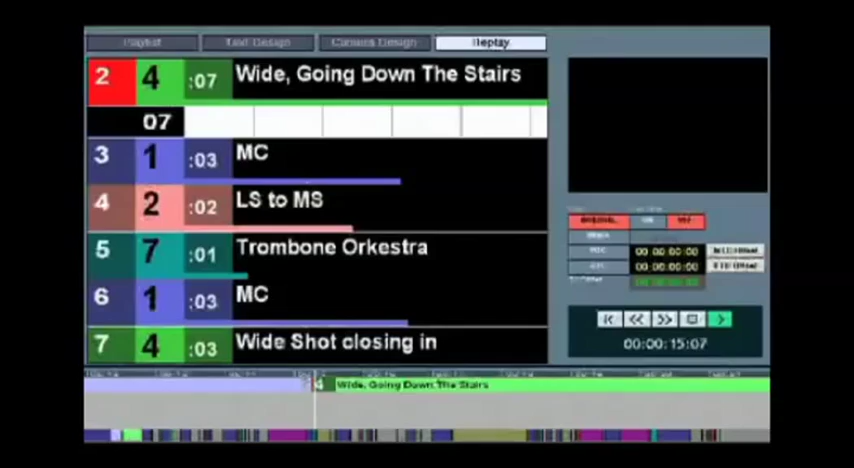 Playlist Text Design Camera Design Replay
2 4 :07 Wide, Going Down The Stairs
07
3 1 :03 MC
4 2 :02 LS to MS
5 7 :01 Trombone Orkestra
6 1 :03 MC
7 4 :03 Wide Shot closing in
00:00:00:00
00:00:00:00
00:00:15:07
4 Wide, Going Down The Stairs